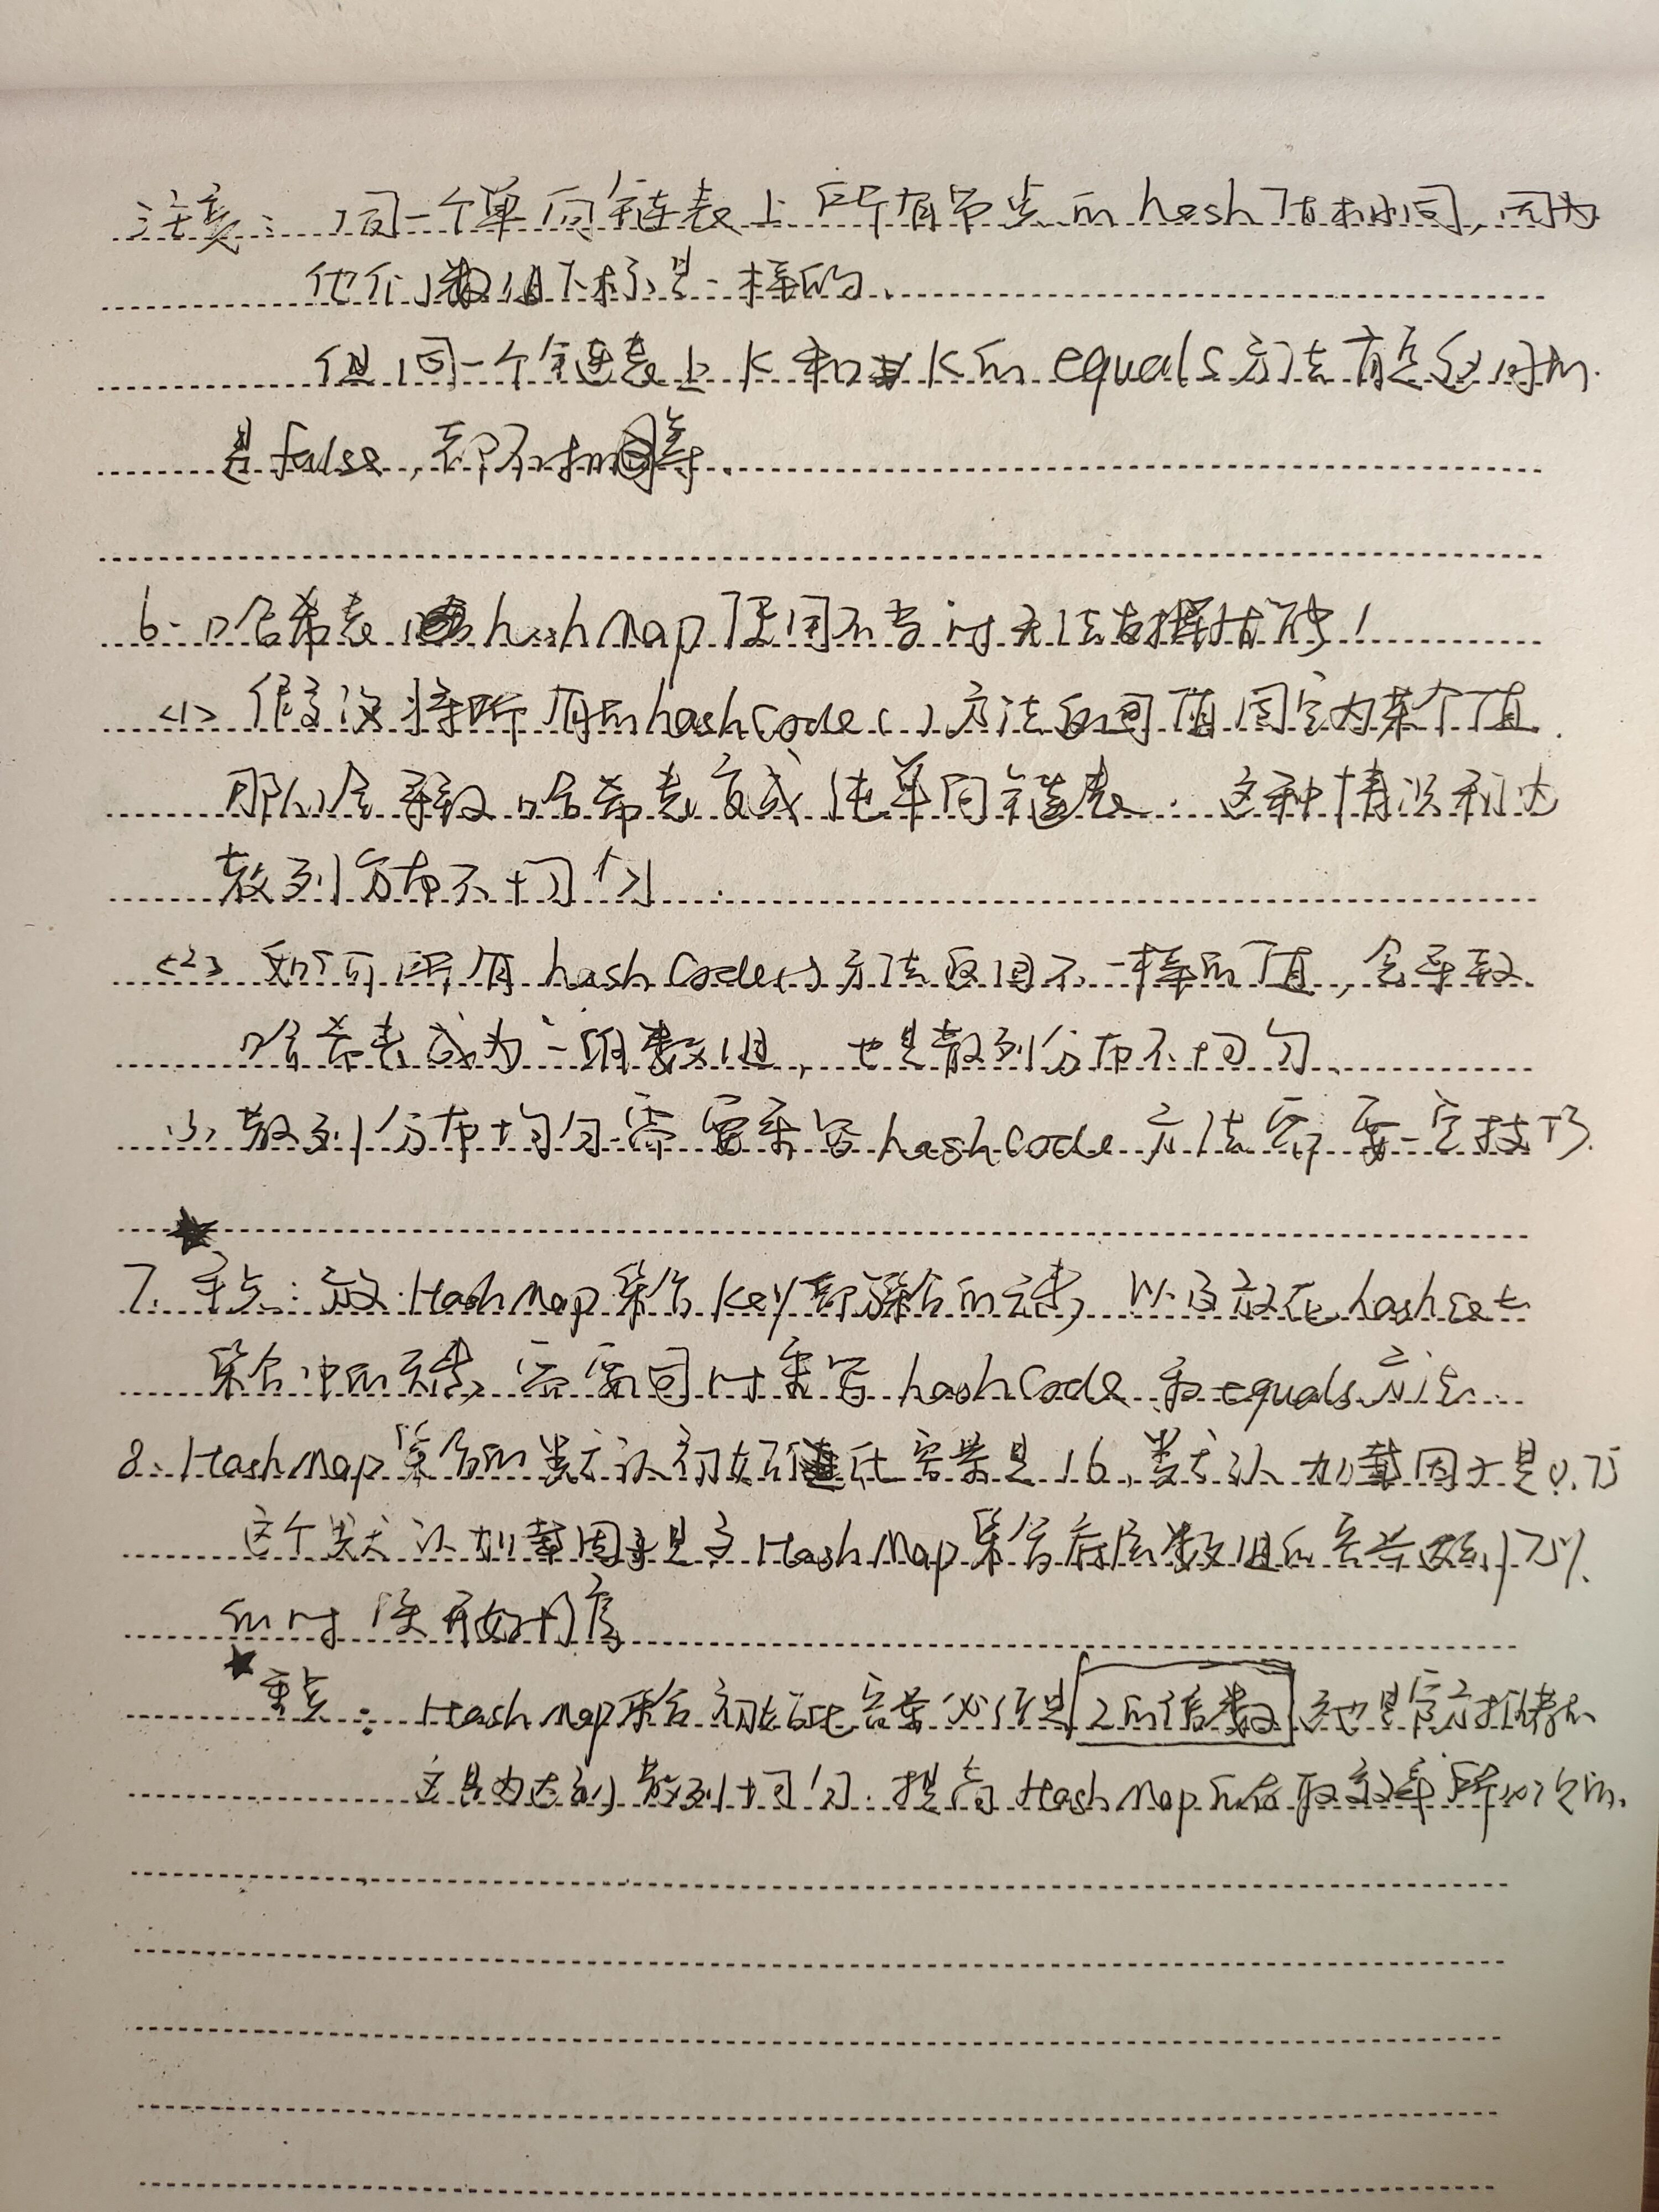 注意：同一个单向链表上所有节点的hash值相同，因为
他们数组下标是一样的.
但同一个链表上K和K的equals方法肯定返回的
是false，都不相等.
6. 哈希表hashMap使用不当时无法发挥性能！
<1> 假设将所有的hashCode()方法返回值固定为某个值.
那么会导致哈希表变成纯单向链表. 这种情况称为
散列分布不均匀.
<2> 如何所有hashCode()方法返回不一样的值，会导致
哈希表成为一维数组，也是散列分布不均匀.
<3> 散列分布均匀需要重写hashCode方法需要一定技巧.
7. 重点：放HashMap集合key部分的元素，以及放在hashset
集合中的元素，需要同时重写hashCode和equals方法.
8. HashMap集合的默认初始化容量是16，默认加载因子是0.75
这个默认加载因子是当HashMap集合底层数组的容量达到75%
的时候开始扩容
重点：HashMap集合初始化容量必须是2的倍数，这也是官方推荐的
这是为达到散列均匀. 提高HashMap的存取效率所必须的.